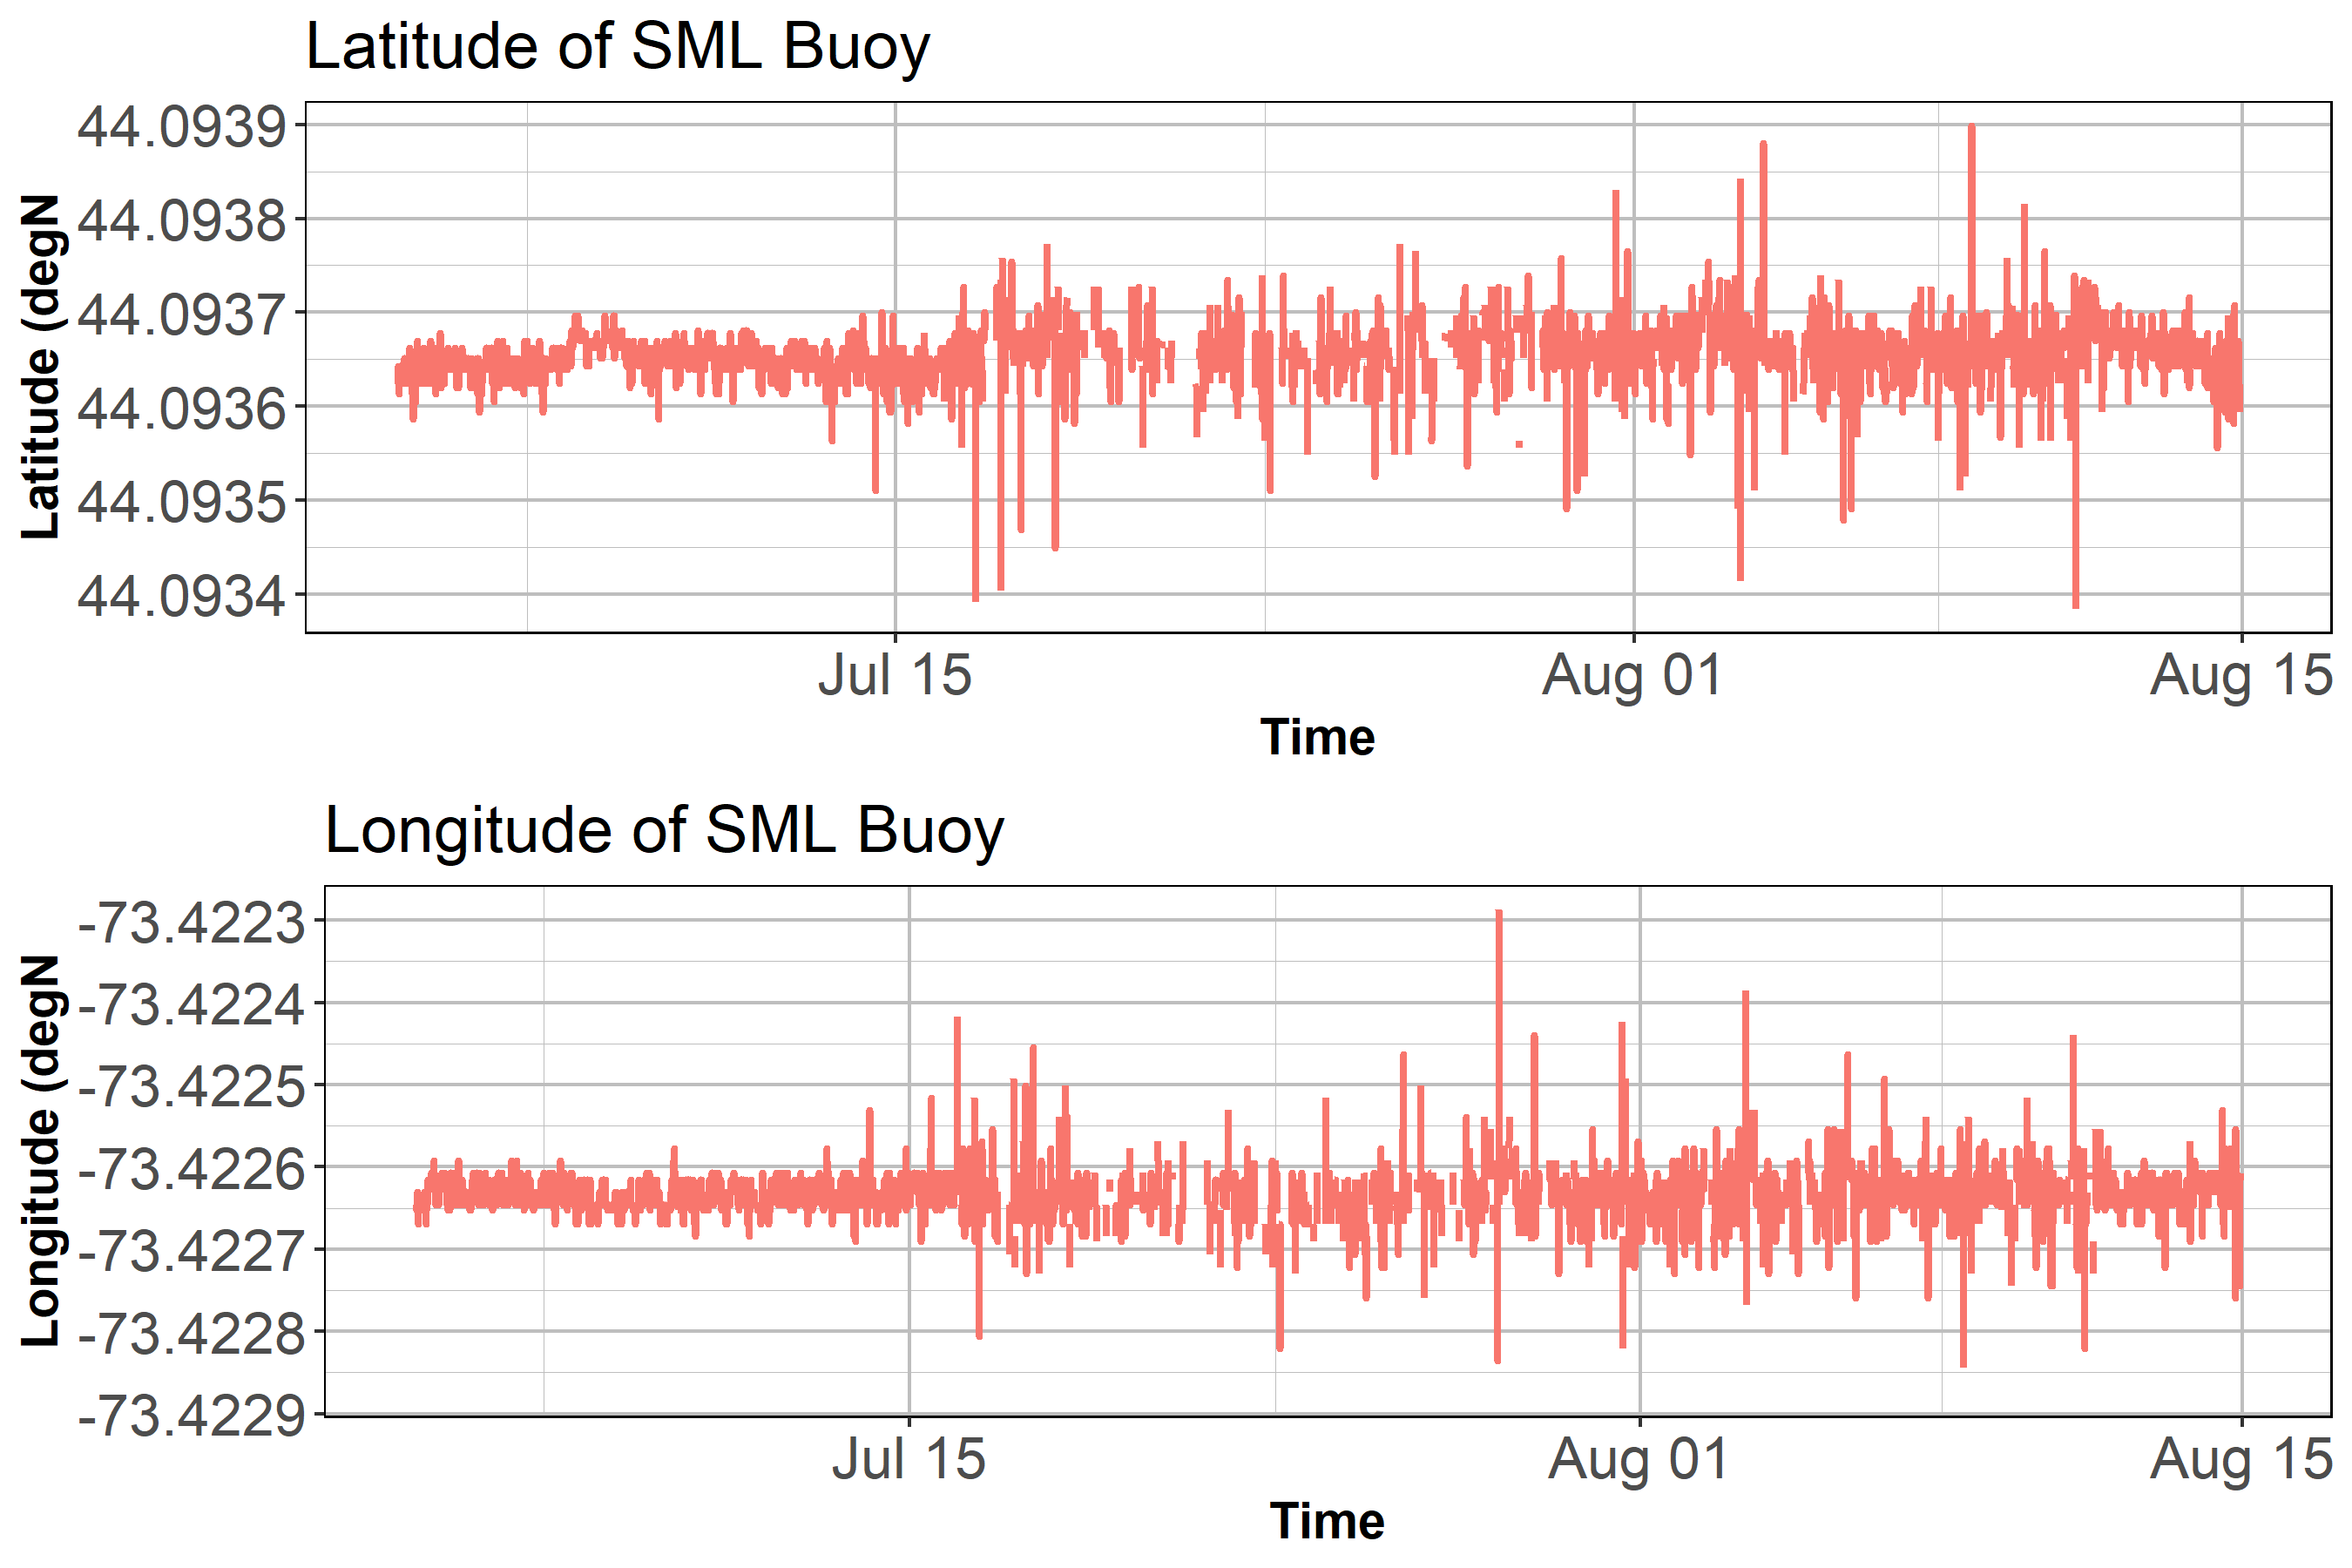 Latitude of SML Buoy
Latitude (degN
44.0939
44.0938
44.0937
44.0936
44.0935
44.0934
Jul 15 Aug 01 Aug 15
Time
Longitude of SML Buoy
Longitude (degN
-73.4223
-73.4224
-73.4225
-73.4226
-73.4227
-73.4228
-73.4229
Jul 15 Aug 01 Aug 15
Time